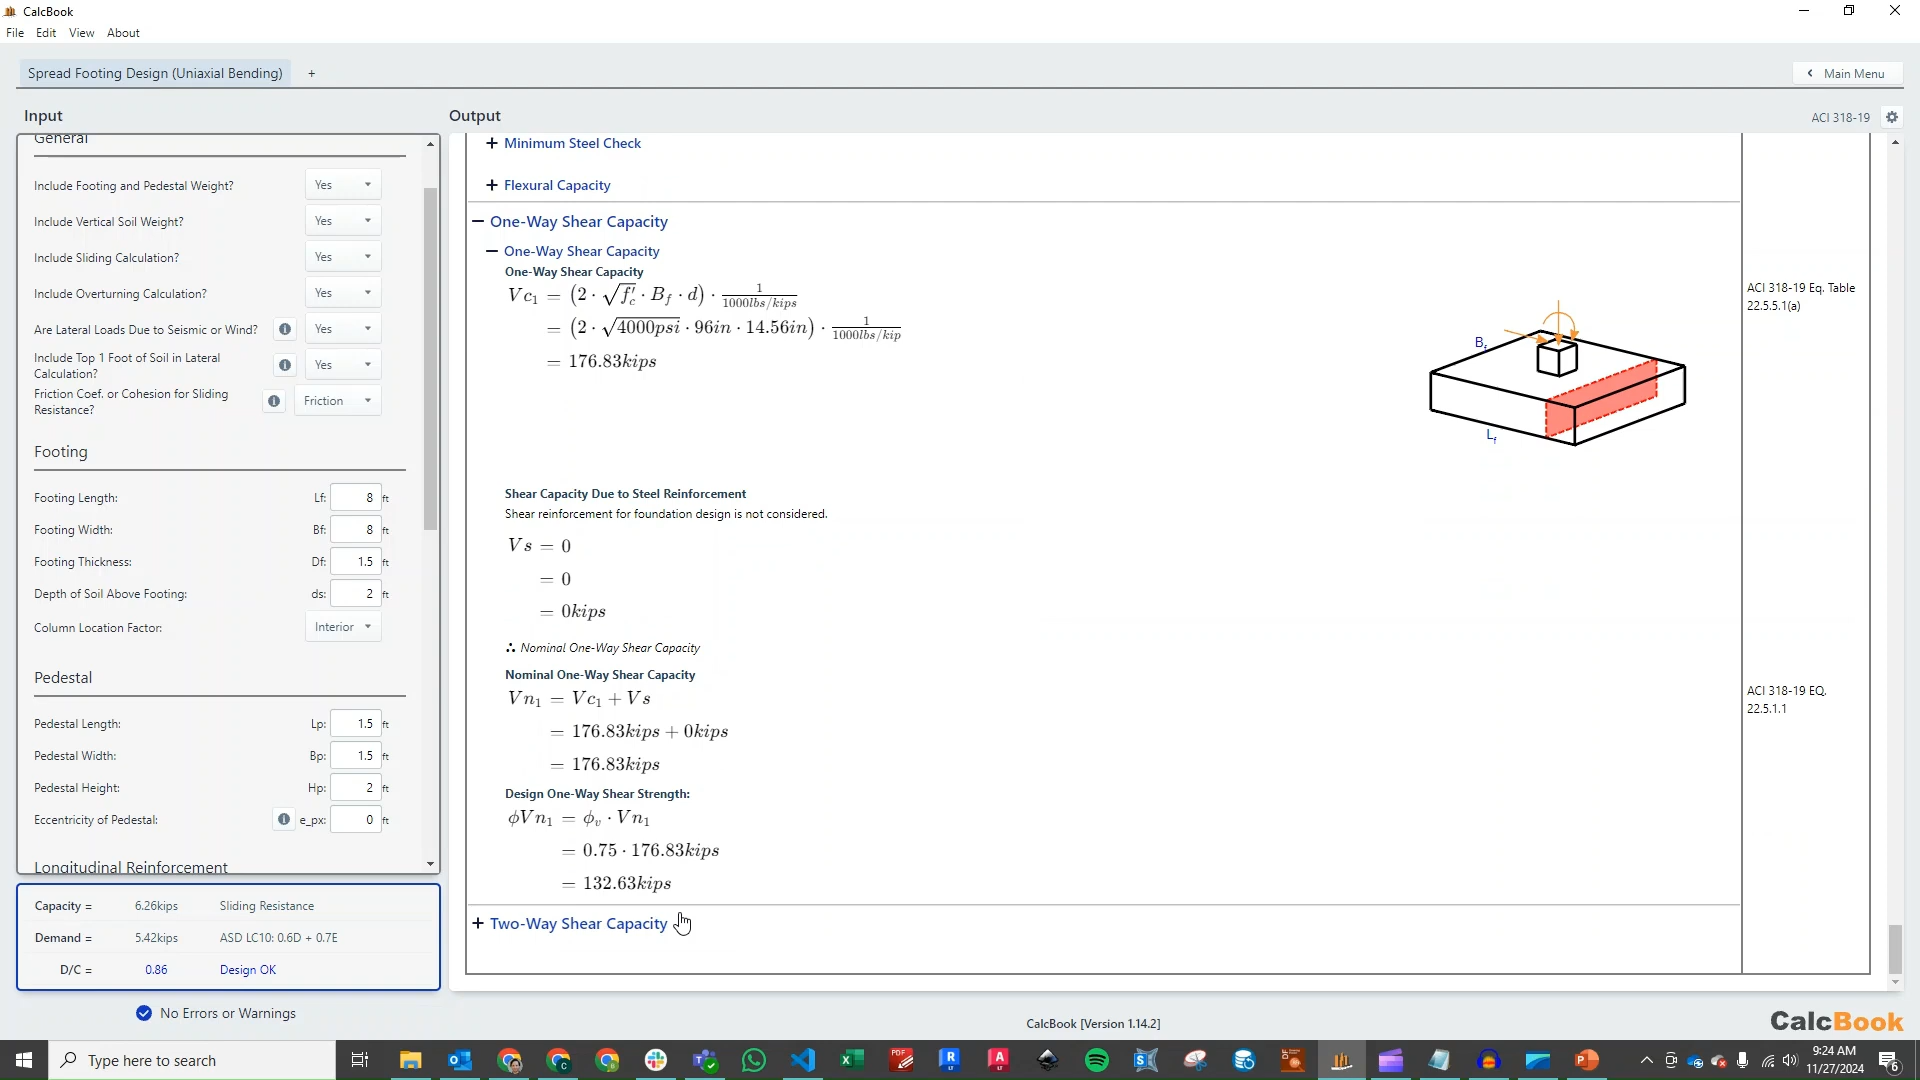 CalcBook
File Edit View About
Spread Footing Design (Uniaxial Bending) +
< Main Menu
Input
General
Include Footing and Pedestal Weight? Yes
Include Vertical Soil Weight? Yes
Include Sliding Calculation? Yes
Include Overturning Calculation? Yes
Are Lateral Loads Due to Seismic or Wind? Yes
Include Top 1 Foot of Soil in Lateral
Calculation? Yes
Friction Coef. or Cohesion for Sliding
Resistance? Friction
Footing
Footing Length: Lf: 8 ft
Footing Width: Bf: 8 ft
Footing Thickness: Df: 1.5 ft
Depth of Soil Above Footing: ds: 2 ft
Column Location Factor: Interior
Pedestal
Pedestal Length: Lp: 1.5 ft
Pedestal Width: Bp: 1.5 ft
Pedestal Height: Hp: 2 ft
Eccentricity of Pedestal: e_px: 0 ft
Longitudinal Reinforcement
Capacity = 6.26kips Sliding Resistance
Demand = 5.42kips ASD LC10: 0.6D + 0.7E
D/C = 0.86 Design OK
No Errors or Warnings
Output
ACI 318-19
+ Minimum Steel Check
+ Flexural Capacity
− One-Way Shear Capacity
− One-Way Shear Capacity
One-Way Shear Capacity
Vc₁ = (2 · √f′c · B_f · d) · 1/1000lbs/kips
= (2 · √4000psi · 96in · 14.56in) · 1/1000lbs/kip
= 176.83kips
ACI 318-19 Eq. Table
22.5.5.1(a)
B_f
L_f
Shear Capacity Due to Steel Reinforcement
Shear reinforcement for foundation design is not considered.
Vs = 0
= 0
= 0kips
∴ Nominal One-Way Shear Capacity
Nominal One-Way Shear Capacity
Vn₁ = Vc₁ + Vs
= 176.83kips + 0kips
= 176.83kips
ACI 318-19 EQ.
22.5.1.1
Design One-Way Shear Strength:
ϕVn₁ = ϕᵥ · Vn₁
= 0.75 · 176.83kips
= 132.63kips
+ Two-Way Shear Capacity
CalcBook [Version 1.14.2]
CalcBook
Type here to search
9:24 AM
11/27/2024
6